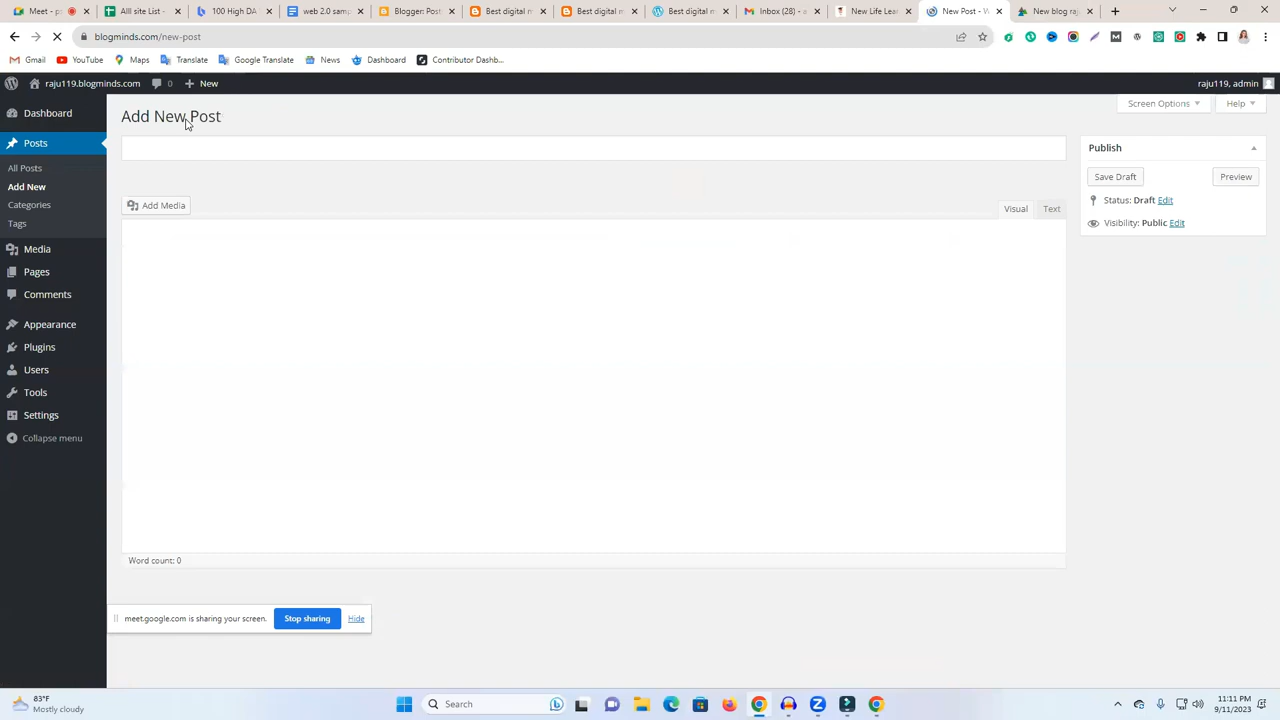 Meet - p
All site List -
100 High DA
web 2.0 sam
Blogger Post
Best digital m
Best digital m
Best digital m
Inbox (28)
New Life Lea
New Post - V
New blog raj
blogminds.com/new-post
Gmail
YouTube
Maps
Translate
Google Translate
News
Dashboard
Contributor Dashb...
raju119.blogminds.com
0
New
raju119, admin
Dashboard
Add New Post
Screen Options
Help
Posts
Publish
All Posts
Save Draft
Preview
Add New
Status: Draft Edit
Categories
Add Media
Visual
Text
Tags
Visibility: Public Edit
Media
Pages
Comments
Appearance
Plugins
Users
Tools
Settings
Collapse menu
Word count: 0
meet.google.com is sharing your screen.
Stop sharing
Hide
83°F
Mostly cloudy
Search
11:11 PM
9/11/2023